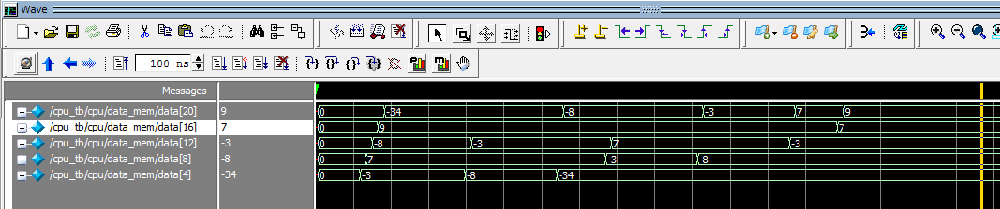 Wave
100 ns
Messages
/cpu_tb/cpu/data_mem/data[20] 9 0 -34 -8 -3 7 9
/cpu_tb/cpu/data_mem/data[16] 7 0 9 7
/cpu_tb/cpu/data_mem/data[12] -3 0 -8 -3 7 -3
/cpu_tb/cpu/data_mem/data[8] -8 0 7 -3 -8
/cpu_tb/cpu/data_mem/data[4] -34 0 -3 -8 -34